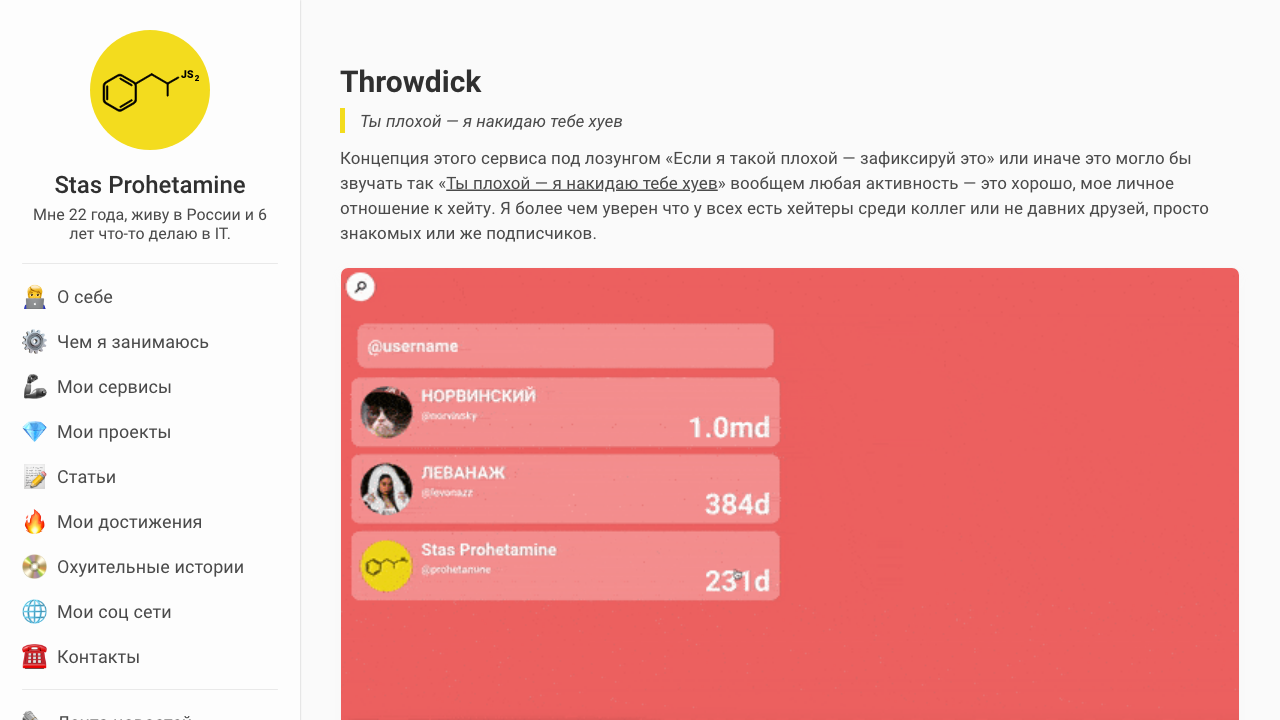 JS2
Stas Prohetamine
Мне 22 года, живу в России и 6
лет что-то делаю в IT.
О себе
Чем я занимаюсь
Мои сервисы
Мои проекты
Статьи
Мои достижения
Охуительные истории
Мои соц сети
Контакты
Throwdick
Ты плохой — я накидаю тебе хуев
Концепция этого сервиса под лозунгом «Если я такой плохой — зафиксируй это» или иначе это могло бы
звучать так «Ты плохой — я накидаю тебе хуев» вообщем любая активность — это хорошо, мое личное
отношение к хейту. Я более чем уверен что у всех есть хейтеры среди коллег или не давних друзей, просто
знакомых или же подписчиков.
@username
НОРВИНСКИЙ
@norvinsky
1.0md
ЛЕВАНАЖ
@levonazz
384d
Stas Prohetamine
@prohetamine
231d